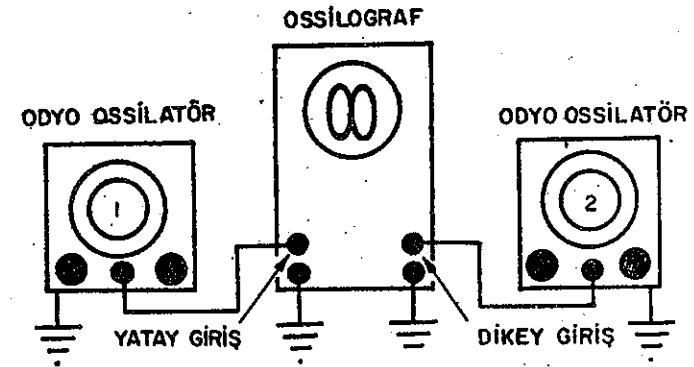 OSSİLOGRAF
ODYO OSSİLATÖR
ODYO OSSİLATÖR
1
2
YATAY GİRİŞ
DİKEY GİRİŞ